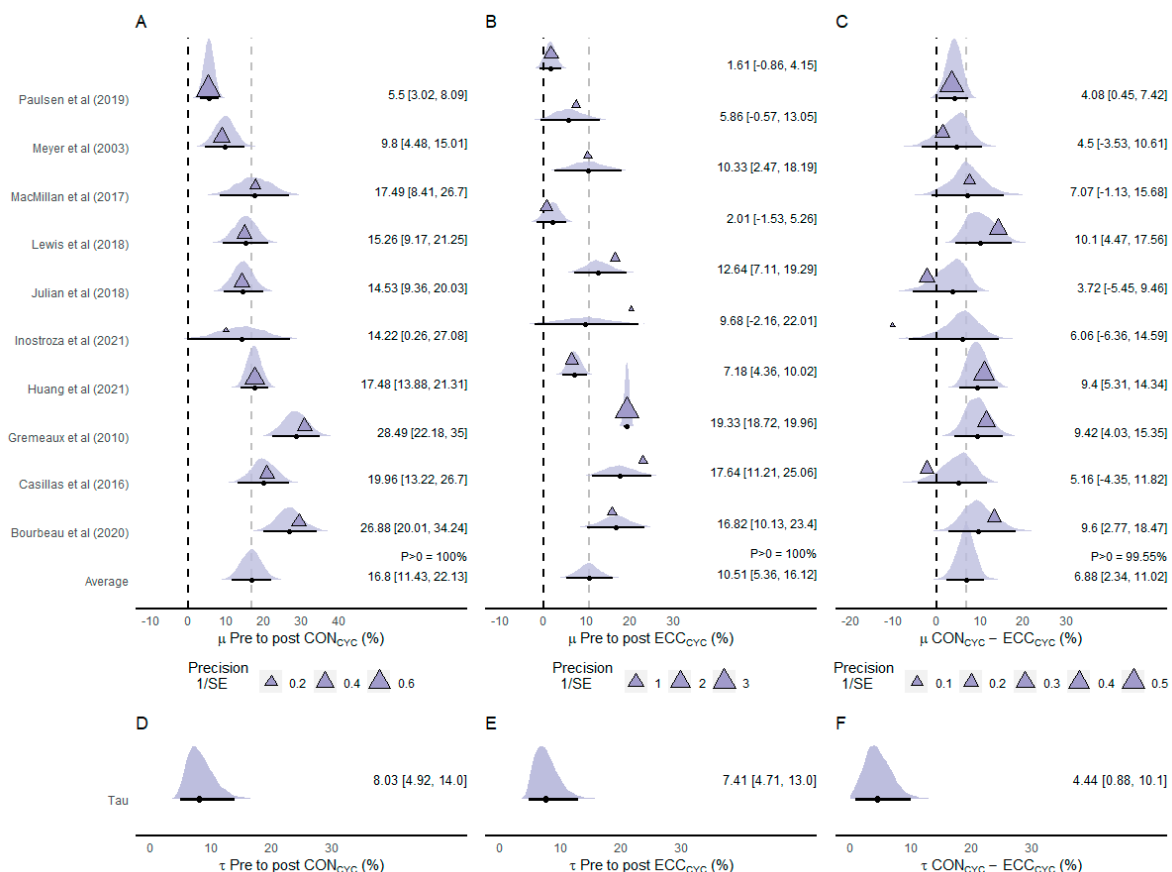 A
B
C
1.61 [-0.86, 4.15]
Paulsen et al (2019)
5.5 [3.02, 8.09]
4.08 [0.45, 7.42]
5.86 [-0.57, 13.05]
Meyer et al (2003)
9.8 [4.48, 15.01]
4.5 [-3.53, 10.61]
10.33 [2.47, 18.19]
MacMillan et al (2017)
17.49 [8.41, 26.7]
7.07 [-1.13, 15.68]
2.01 [-1.53, 5.26]
Lewis et al (2018)
15.26 [9.17, 21.25]
10.1 [4.47, 17.56]
12.64 [7.11, 19.29]
Julian et al (2018)
14.53 [9.36, 20.03]
3.72 [-5.45, 9.46]
9.68 [-2.16, 22.01]
Inostroza et al (2021)
14.22 [0.26, 27.08]
6.06 [-6.36, 14.59]
7.18 [4.36, 10.02]
Huang et al (2021)
17.48 [13.88, 21.31]
9.4 [5.31, 14.34]
19.33 [18.72, 19.96]
Gremeaux et al (2010)
28.49 [22.18, 35]
9.42 [4.03, 15.35]
17.64 [11.21, 25.06]
Casillas et al (2016)
19.96 [13.22, 26.7]
5.16 [-4.35, 11.82]
16.82 [10.13, 23.4]
Bourbeau et al (2020)
26.88 [20.01, 34.24]
9.6 [2.77, 18.47]
P>0 = 100%
P>0 = 100%
P>0 = 99.55%
Average
16.8 [11.43, 22.13]
10.51 [5.36, 16.12]
6.88 [2.34, 11.02]
-10 0 10 20 30 40
-10 0 10 20 30
-20 -10 0 10 20 30
μ Pre to post CON_CYC (%)
μ Pre to post ECC_CYC (%)
μ CON_CYC − ECC_CYC (%)
Precision
1/SE
0.2 0.4 0.6
Precision
1/SE
1 2 3
Precision
1/SE
0.1 0.2 0.3 0.4 0.5
D
E
F
Tau
8.03 [4.92, 14.0]
7.41 [4.71, 13.0]
4.44 [0.88, 10.1]
0 10 20 30
0 10 20 30
0 10 20 30
τ Pre to post CON_CYC (%)
τ Pre to post ECC_CYC (%)
τ CON_CYC − ECC_CYC (%)